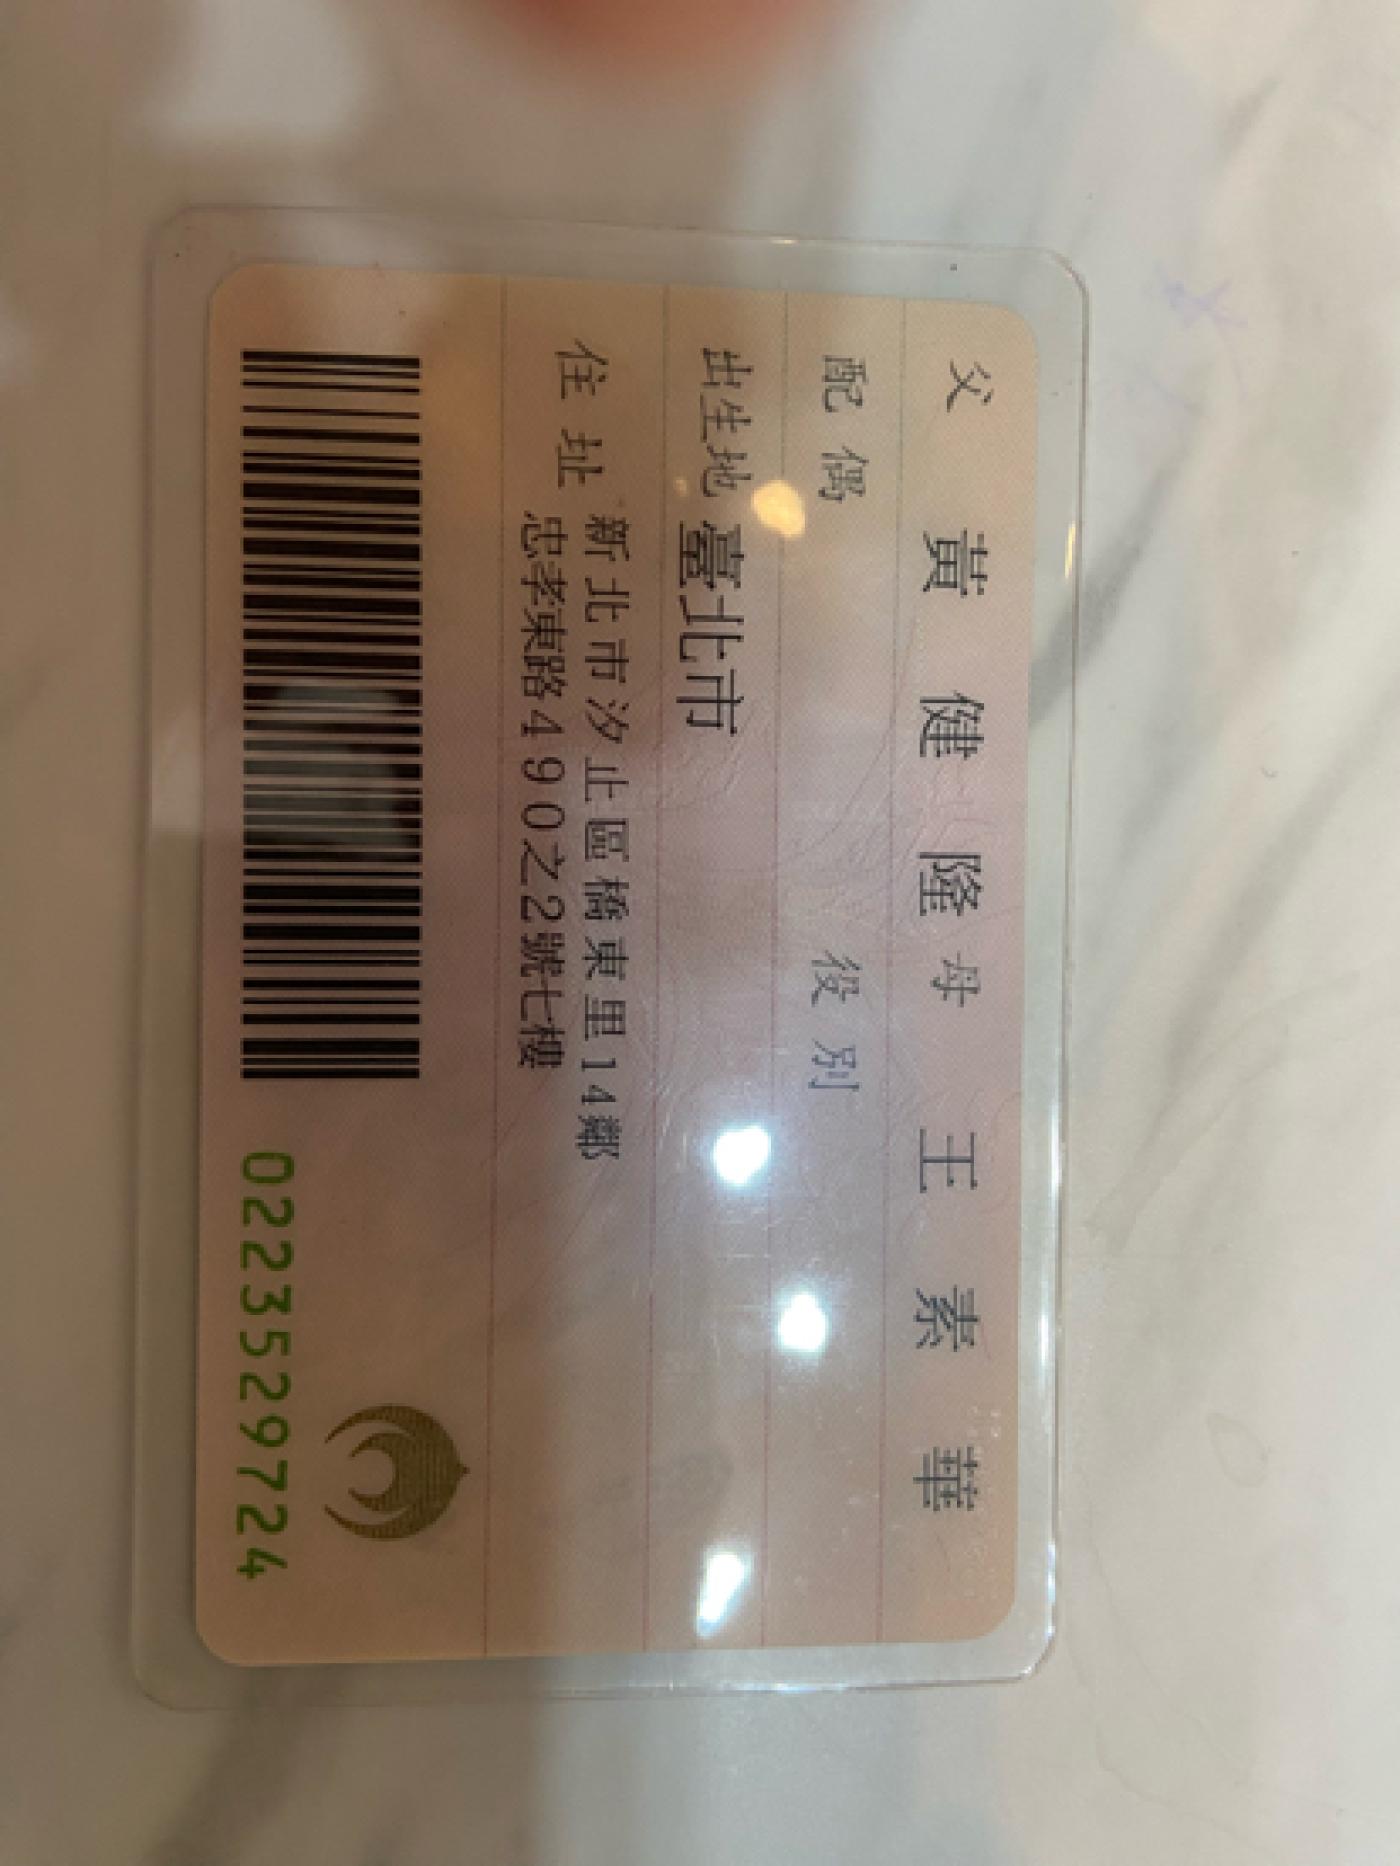 父 黃健隆 母 王素華
配偶 役別
出生地 臺北市
住址 新北市汐止區橋東里14鄰
忠孝東路490之2號七樓
0223529724